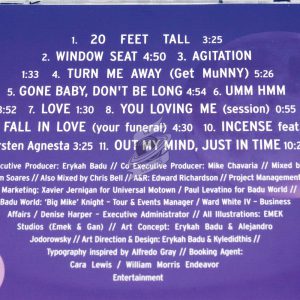 1. 20 FEET TALL 3:25
2. WINDOW SEAT 4:50 3. AGITATION
1:33 4. TURN ME AWAY (Get MuNNY) 5:26
5. GONE BABY, DON'T BE LONG 4:54 6. UMM HMM
3:52 7. LOVE 1:30 8. YOU LOVING ME (session) 0:55
FALL IN LOVE (your funeral) 10. INCENSE feat
rsten Agnesta 11. OUT MY MIND, JUST IN TIME 10:2
ecutive Producer: Erykah Badu // Co Executive Producer: Mike Chavaria // Mixed by
m Soares // Also Mixed by Chris Bell // A&R: Edward Richardson // Project Management
Marketing: Xavier Jernigan for Universal Motown / Paul Levatino for Badu World //
Badu World: 'Big Mike' Knight - Tour & Events Manager / Ward White IV - Business
Affairs / Denise Harper - Executive Administrator // All Illustrations: EMEK
Studios (Emek & Gan) // Art Concept: Erykah Badu & Alejandro
Jodorowsky // Art Direction & Design: Erykah Badu & Kyledidthis //
Typography inspired by Alfredo Gray // Booking Agent:
Cara Lewis / William Morris Endeavor
Entertainment